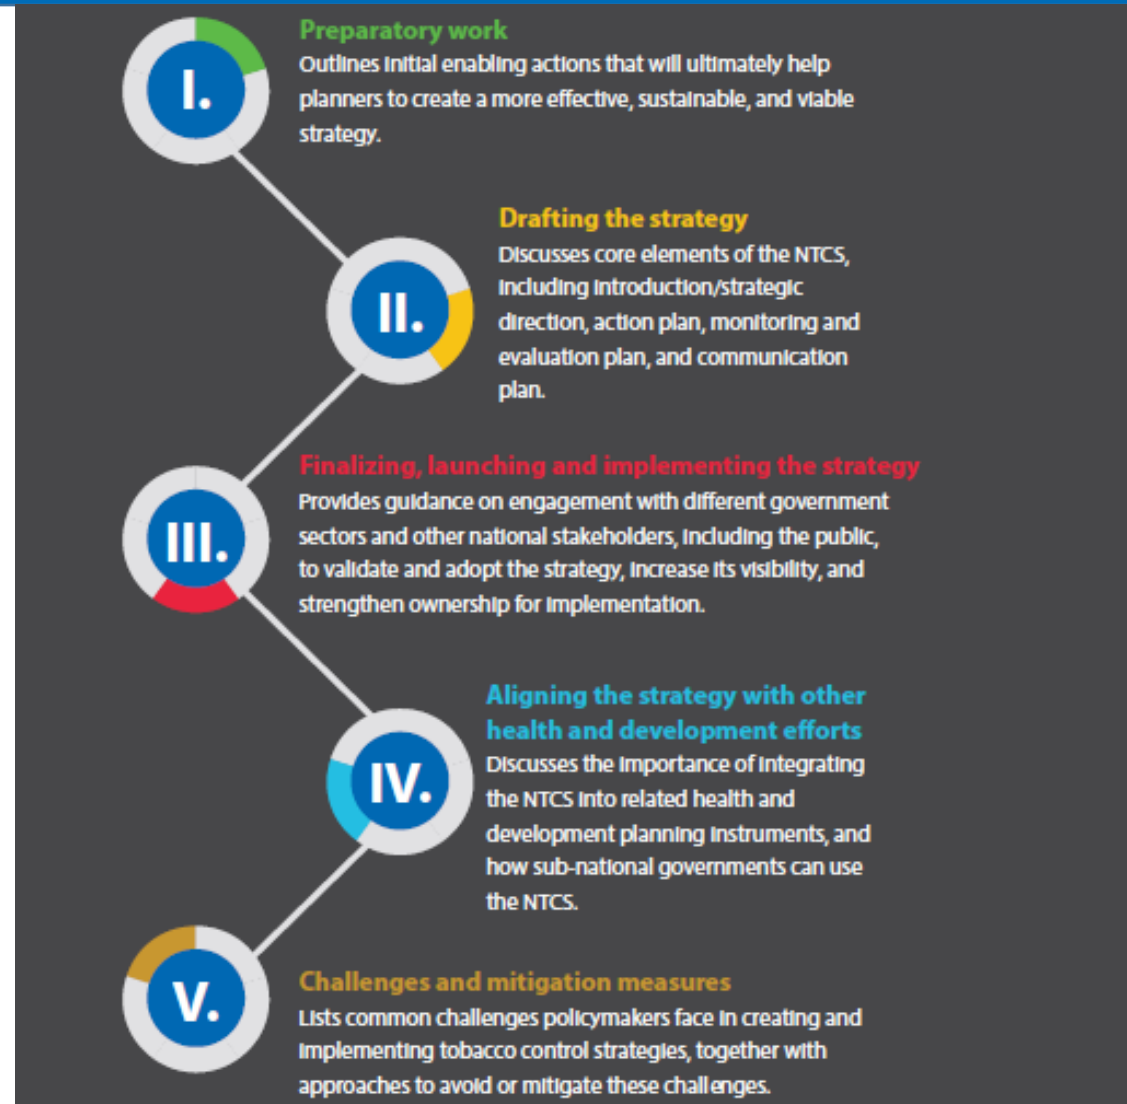 I.
Preparatory work
Outlines initial enabling actions that will ultimately help
planners to create a more effective, sustainable, and viable
strategy.
II.
Drafting the strategy
Discusses core elements of the NTCS,
including introduction/strategic
direction, action plan, monitoring and
evaluation plan, and communication
plan.
III.
Finalizing, launching and implementing the strategy
Provides guidance on engagement with different government
sectors and other national stakeholders, including the public,
to validate and adopt the strategy, increase its visibility, and
strengthen ownership for implementation.
IV.
Aligning the strategy with other
health and development efforts
Discusses the importance of integrating
the NTCS into related health and
development planning instruments, and
how sub-national governments can use
the NTCS.
V.
Challenges and mitigation measures
Lists common challenges policymakers face in creating and
implementing tobacco control strategies, together with
approaches to avoid or mitigate these challenges.